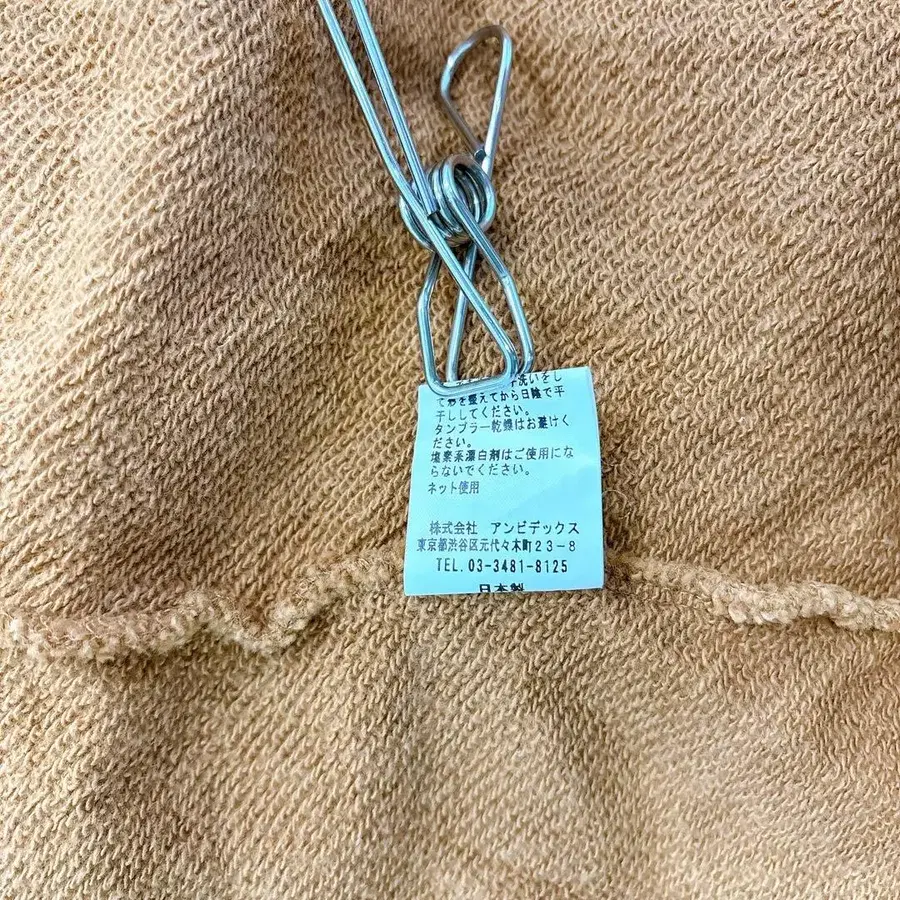 洗いをし
て形を整えてから日陰で平
干ししてください。
タンブラー乾燥はお避けく
ださい。
塩素系漂白剤はご使用にな
らないでください。
ネット使用
株式会社 アンビデックス
東京都渋谷区元代々木町23-8
TEL.03-3481-8125
日本製